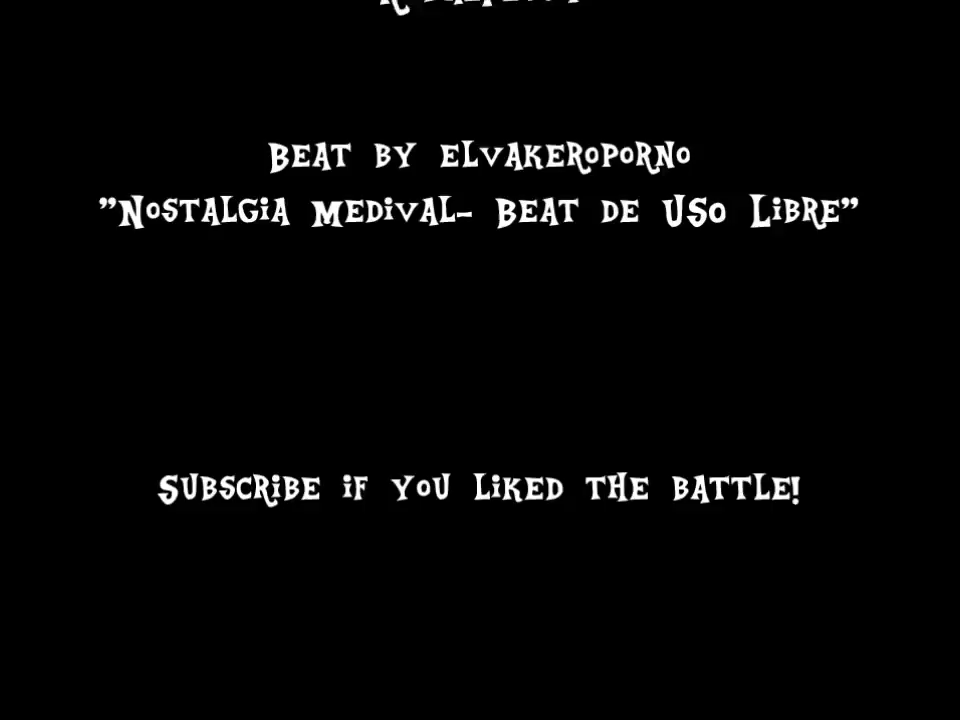 Beat by elvakeroporno
"Nostalgia Medival- Beat de Uso Libre"
Subscribe if you liked the battle!